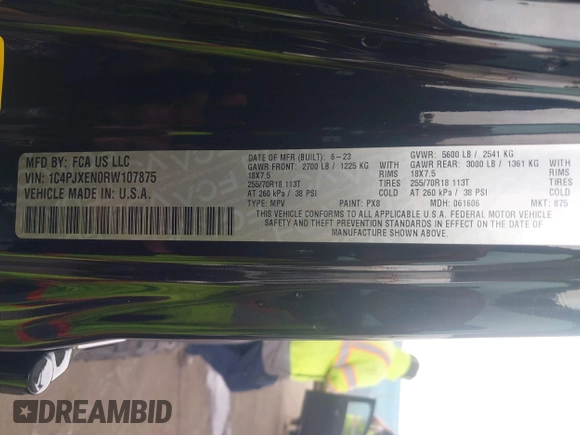 MFD BY: FCA US LLC
VIN: 1C4PJXEN0RW107875
VEHICLE MADE IN: U.S.A.
DATE OF MFR (BUILT): 6-23
GVWR: 5600 LB / 2541 KG
GAWR FRONT: 2700 LB / 1225 KG WITH
GAWR REAR: 3000 LB / 1361 KG WITH
18X7.5 RIMS
18X7.5 RIMS
255/70R18 113T TIRES
255/70R18 113T TIRES
AT 260 kPa / 38 PSI COLD
AT 260 kPa / 38 PSI COLD
TYPE: MPV PAINT: PX8 MDH: 061606 MKT: 875
THIS VEHICLE CONFORMS TO ALL APPLICABLE U.S.A. FEDERAL MOTOR VEHICLE
SAFETY AND THEFT PREVENTION STANDARDS IN EFFECT ON THE DATE OF
MANUFACTURE SHOWN ABOVE.
DREAMBID